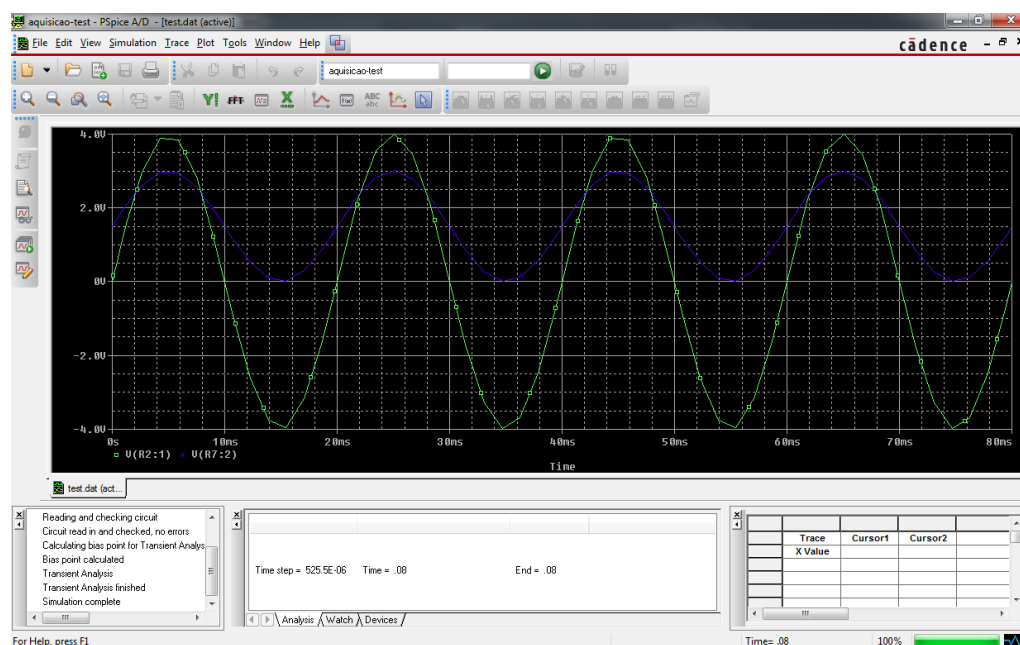 aquisicao-test - PSpice A/D - [test.dat (active)]
File Edit View Simulation Trace Plot Tools Window Help
cādence
aquisicao-test
FFT
ABC
abc
4.0V
2.0V
0V
-2.0V
-4.0V
0s 10ms 20ms 30ms 40ms 50ms 60ms 70ms 80ms
V(R2:1) V(R7:2)
Time
test.dat (act...
Reading and checking circuit
Circuit read in and checked, no errors
Calculating bias point for Transient Analys
Bias point calculated
Transient Analysis
Transient Analysis finished
Simulation complete
Time step = 525.5E-06 Time = .08 End = .08
Analysis Watch Devices
Trace Cursor1 Cursor2
X Value
For Help, press F1
Time= .08 100%